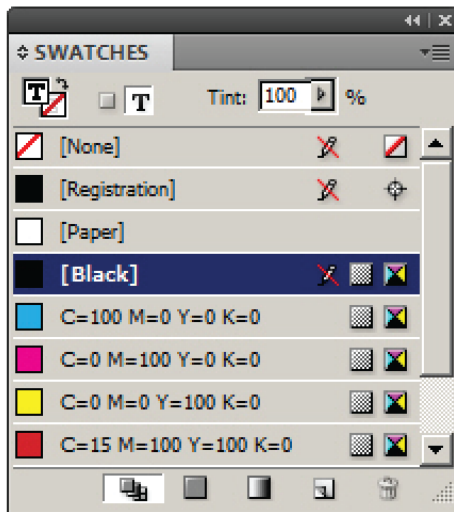 SWATCHES
T T Tint: 100 %
[None]
[Registration]
[Paper]
[Black]
C=100 M=0 Y=0 K=0
C=0 M=100 Y=0 K=0
C=0 M=0 Y=100 K=0
C=15 M=100 Y=100 K=0